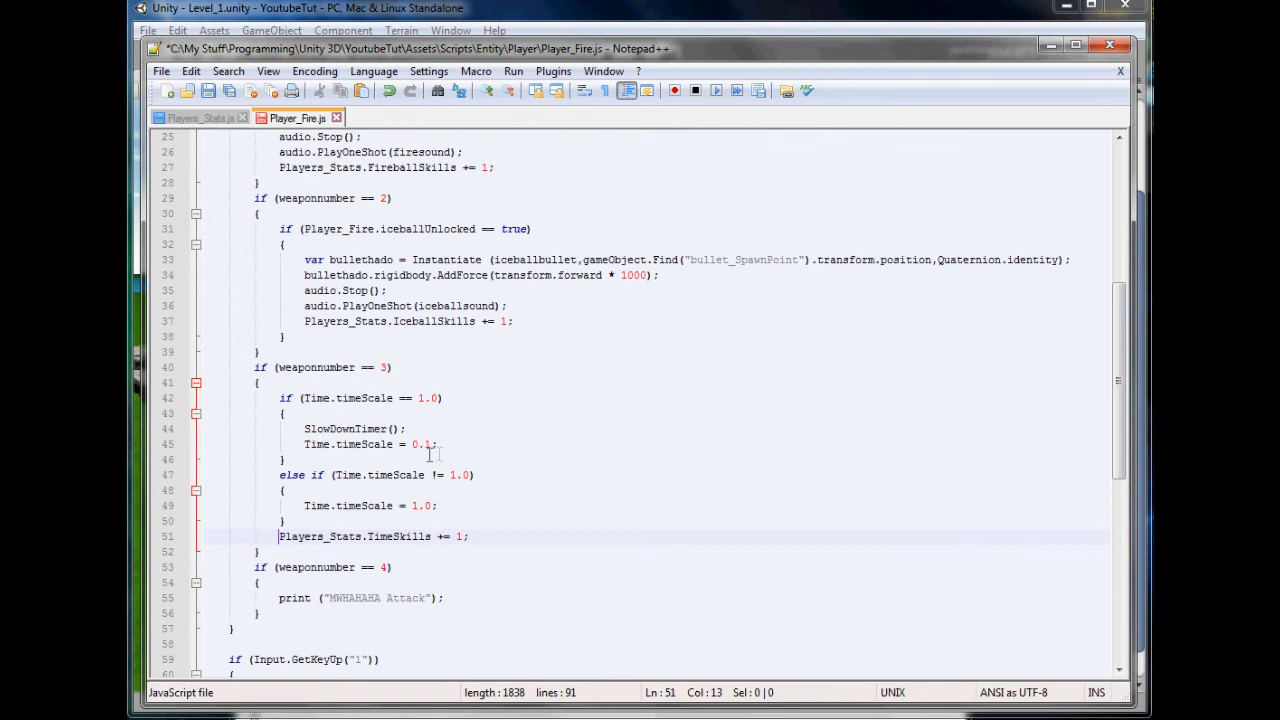 Unity - Level_1.unity - YoutubeTut - PC, Mac & Linux Standalone
File Edit Assets GameObject Component Terrain Window Help
*C:\My Stuff\Programming\Unity 3D\YoutubeTut\Assets\Scripts\Entity\Player\Player_Fire.js - Notepad++
File Edit Search View Encoding Language Settings Macro Run Plugins Window ? X
Players_Stats.js Player_Fire.js
25 audio.Stop();
26 audio.PlayOneShot(firesound);
27 Players_Stats.FireballSkills += 1;
28 }
29 if (weaponnumber == 2)
30 {
31 if (Player_Fire.iceballUnlocked == true)
32 {
33 var bullethado = Instantiate (iceballbullet,gameObject.Find("bullet_SpawnPoint").transform.position,Quaternion.identity);
34 bullethado.rigidbody.AddForce(transform.forward * 1000);
35 audio.Stop();
36 audio.PlayOneShot(iceballsound);
37 Players_Stats.IceballSkills += 1;
38 }
39 }
40 if (weaponnumber == 3)
41 {
42 if (Time.timeScale == 1.0)
43 {
44 SlowDownTimer();
45 Time.timeScale = 0.1;
46 }
47 else if (Time.timeScale != 1.0)
48 {
49 Time.timeScale = 1.0;
50 }
51 Players_Stats.TimeSkills += 1;
52 }
53 if (weaponnumber == 4)
54 {
55 print ("MWHAHAHA Attack");
56 }
57 }
58
59 if (Input.GetKeyUp("1"))
60 {
JavaScript file length : 1838 lines : 91 Ln : 51 Col : 13 Sel : 0 | 0 UNIX ANSI as UTF-8 INS